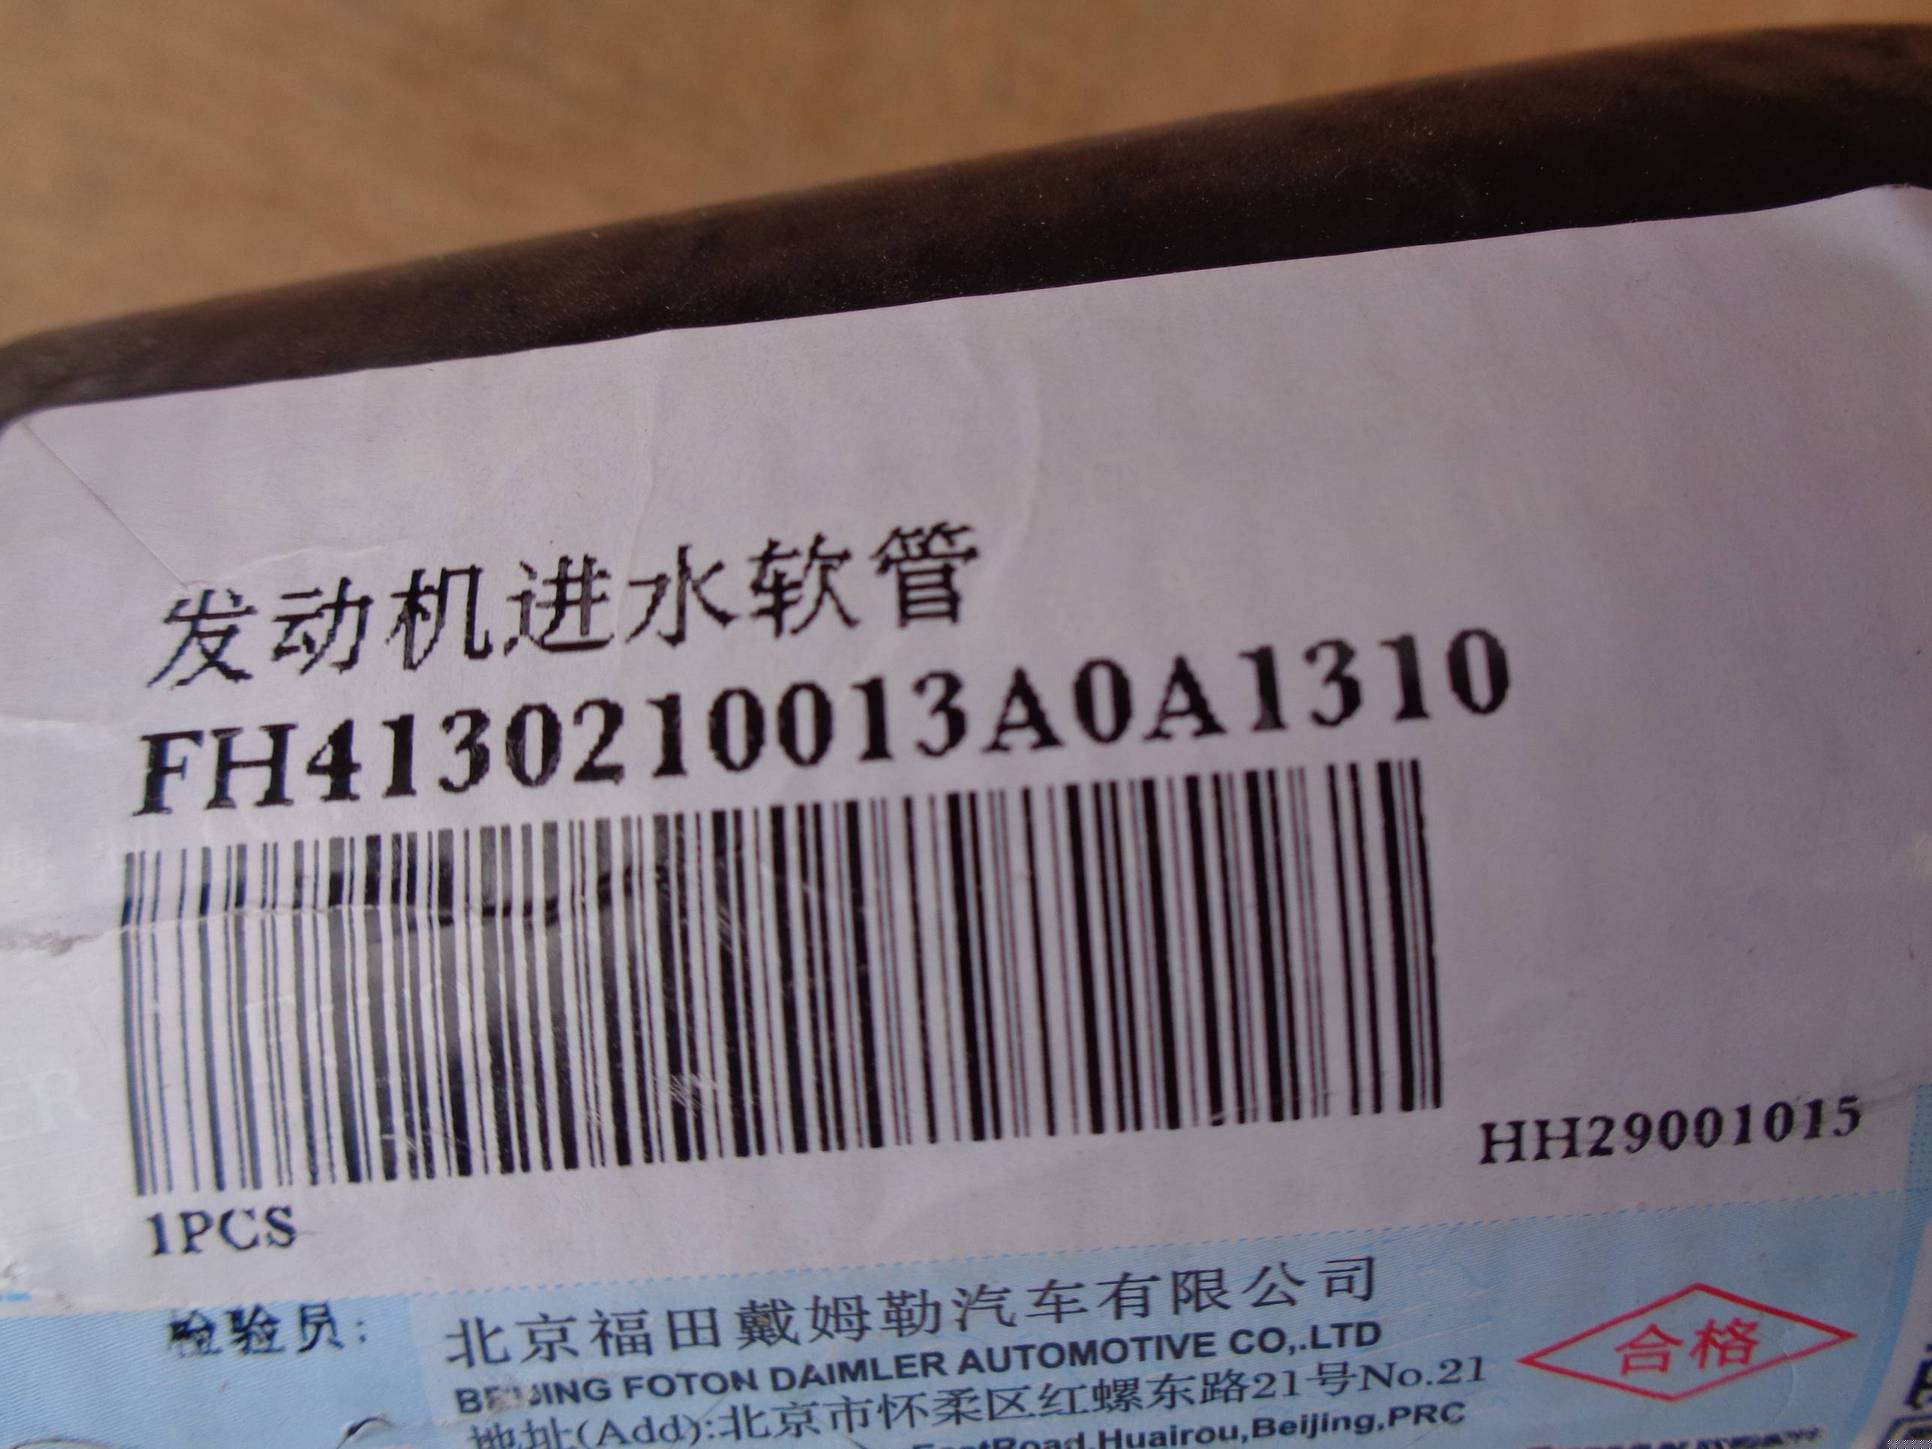 发动机进水软管
FH4130210013A0A1310
HH29001015
1PCS
检验员:
北京福田戴姆勒汽车有限公司
BEIJING FOTON DAIMLER AUTOMOTIVE CO,.LTD
合格
地址(Add):北京市怀柔区红螺东路21号No.21
EastRoad,Huairou,Beijing,PRC